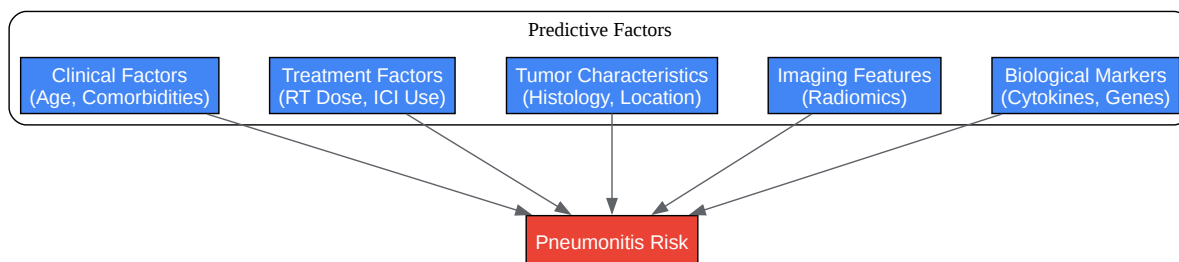 Predictive Factors
Clinical Factors
(Age, Comorbidities)
Treatment Factors
(RT Dose, ICI Use)
Tumor Characteristics
(Histology, Location)
Imaging Features
(Radiomics)
Biological Markers
(Cytokines, Genes)
Pneumonitis Risk